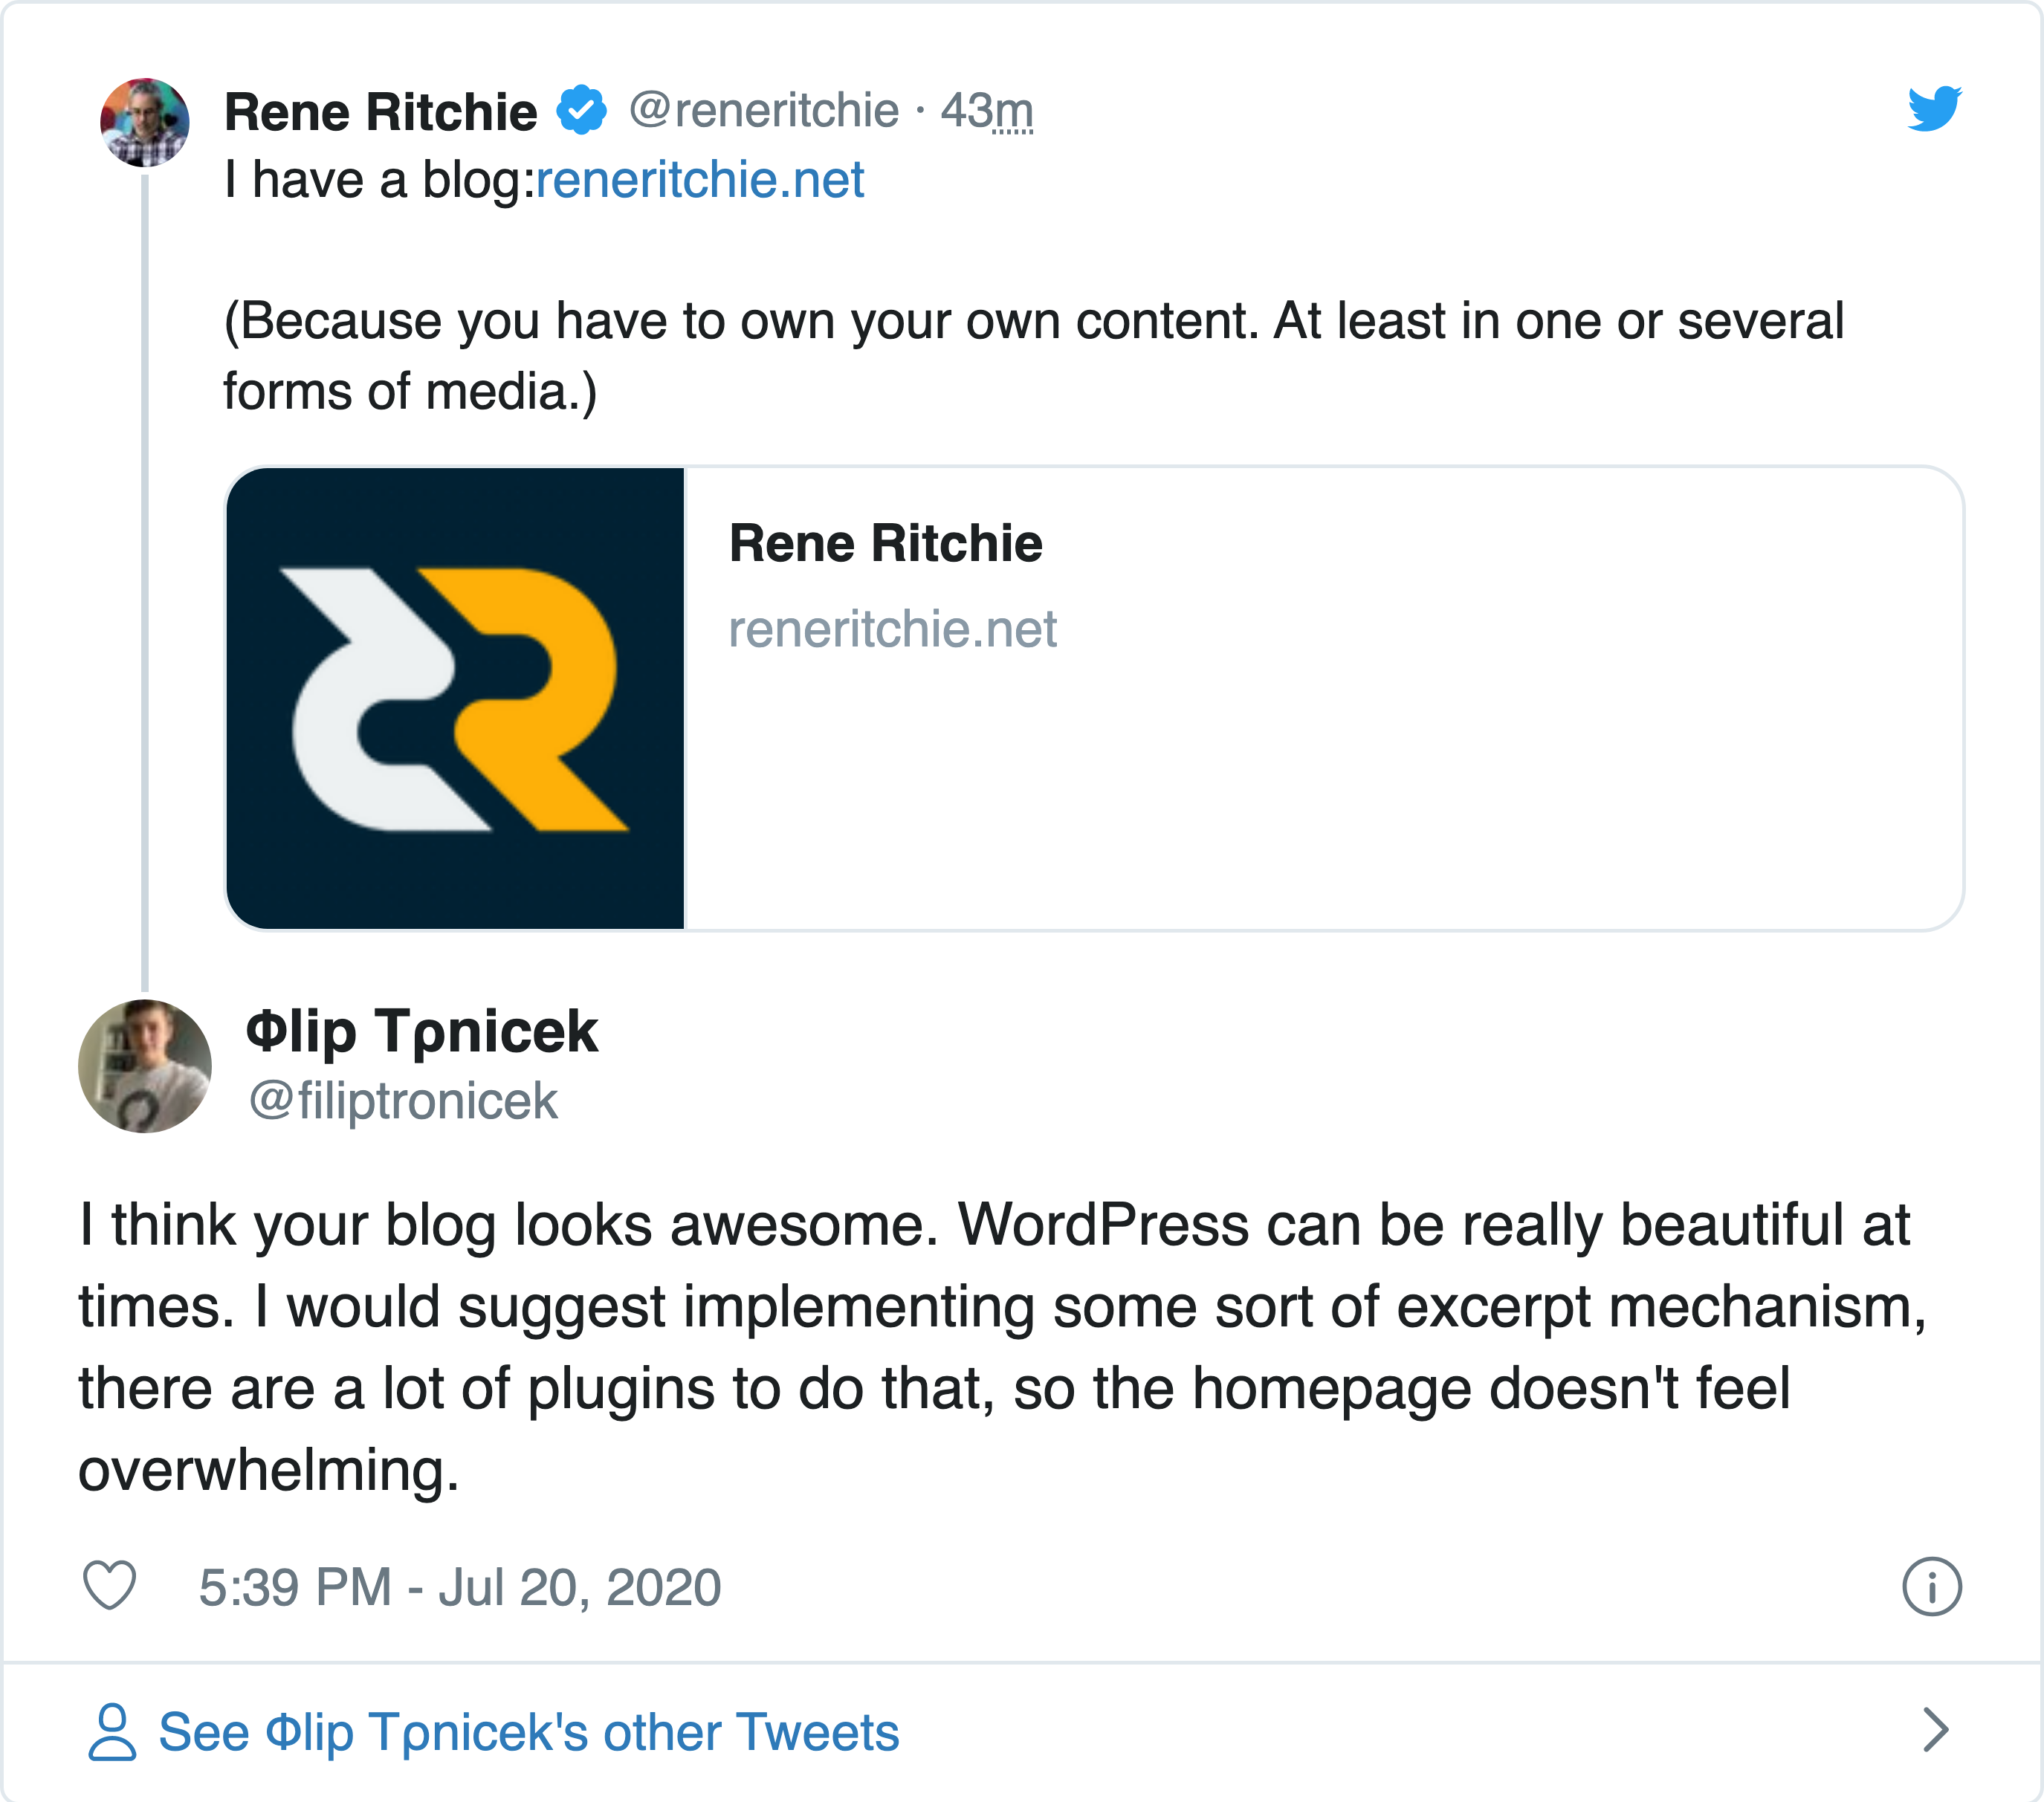 Rene Ritchie @reneritchie · 43m
I have a blog:reneritchie.net
(Because you have to own your own content. At least in one or several
forms of media.)
Rene Ritchie
reneritchie.net
Φlip Tρnicek
@filiptronicek
I think your blog looks awesome. WordPress can be really beautiful at
times. I would suggest implementing some sort of excerpt mechanism,
there are a lot of plugins to do that, so the homepage doesn't feel
overwhelming.
5:39 PM - Jul 20, 2020
See Φlip Tρnicek's other Tweets